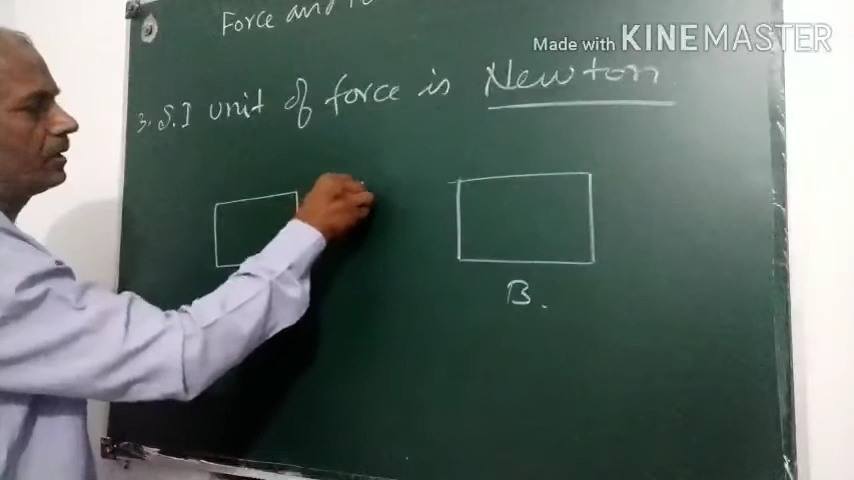 Force and
Made with KINEMASTER
3. S.I unit of force is Newton
B.